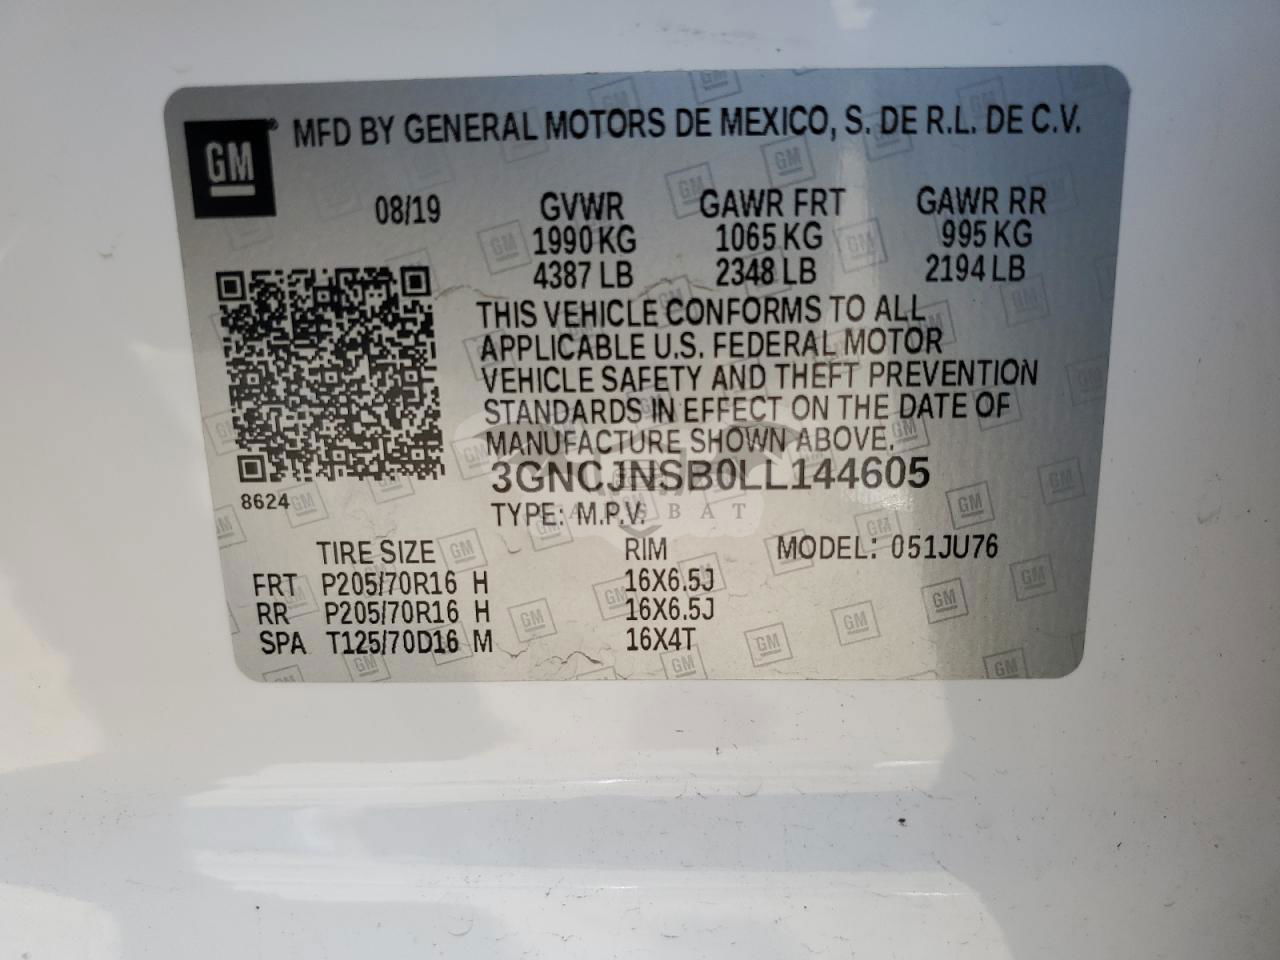 GM
MFD BY GENERAL MOTORS DE MEXICO, S. DE R.L. DE C.V.
08/19 GVWR GAWR FRT GAWR RR
1990 KG 1065 KG 995 KG
4387 LB 2348 LB 2194 LB
THIS VEHICLE CONFORMS TO ALL
APPLICABLE U.S. FEDERAL MOTOR
VEHICLE SAFETY AND THEFT PREVENTION
STANDARDS IN EFFECT ON THE DATE OF
MANUFACTURE SHOWN ABOVE.
3GNCJNSB0LL144605
8624
TYPE: M.P.V.
TIRE SIZE RIM MODEL: 051JU76
FRT P205/70R16 H 16X6.5J
RR P205/70R16 H 16X6.5J
SPA T125/70D16 M 16X4T